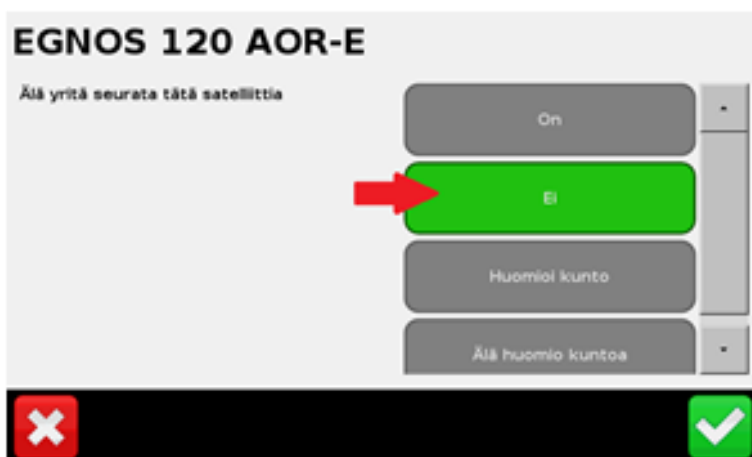 EGNOS 120 AOR-E
Älä yritä seurata tätä satelliittia
On
Ei
Huomioi kunto
Älä huomio kuntoa